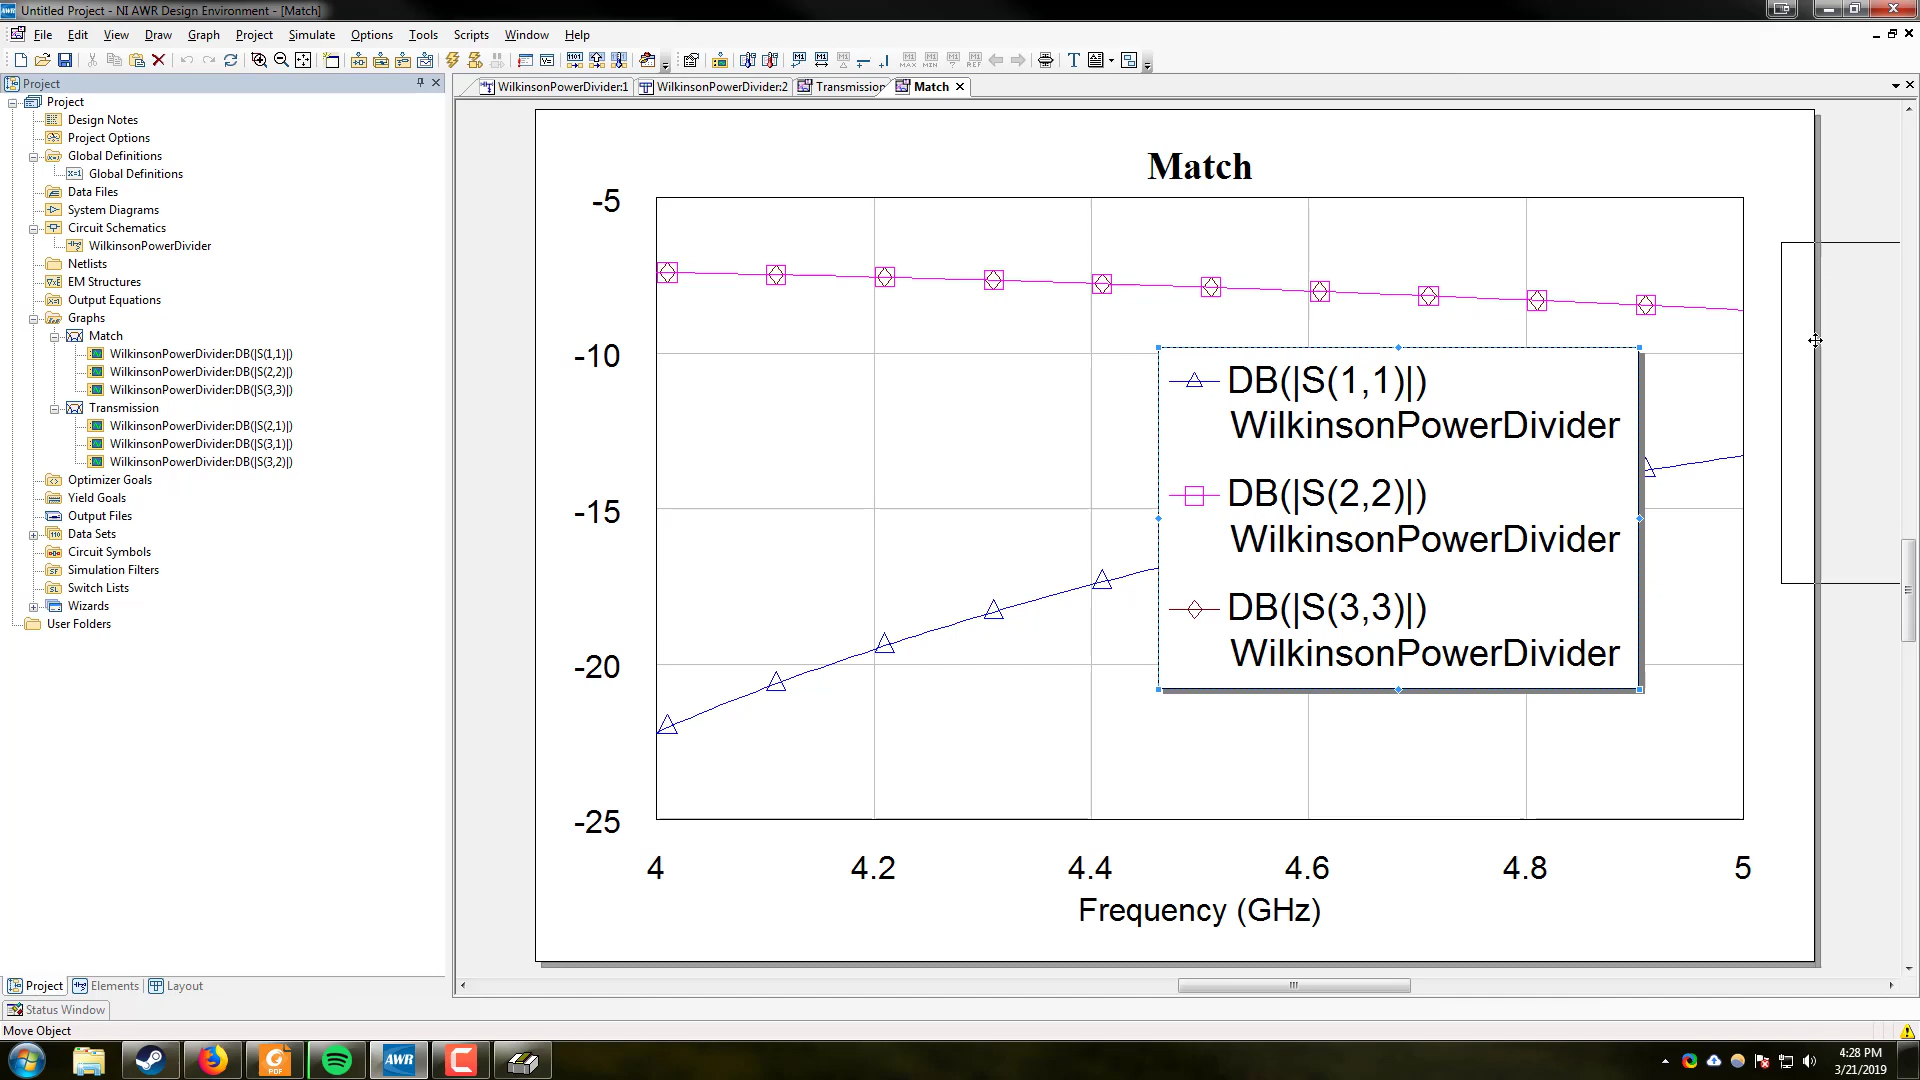 Untitled Project - NI AWR Design Environment - [Match]
File Edit View Draw Graph Project Simulate Options Tools Scripts Window Help
Project
WilkinsonPowerDivider:1 WilkinsonPowerDivider:2 Transmission Match
Project
Design Notes
Project Options
Global Definitions
Global Definitions
Data Files
System Diagrams
Circuit Schematics
WilkinsonPowerDivider
Netlists
EM Structures
Output Equations
Graphs
Match
WilkinsonPowerDivider:DB(|S(1,1)|)
WilkinsonPowerDivider:DB(|S(2,2)|)
WilkinsonPowerDivider:DB(|S(3,3)|)
Transmission
WilkinsonPowerDivider:DB(|S(2,1)|)
WilkinsonPowerDivider:DB(|S(3,1)|)
WilkinsonPowerDivider:DB(|S(3,2)|)
Optimizer Goals
Yield Goals
Output Files
Data Sets
Circuit Symbols
Simulation Filters
Switch Lists
Wizards
User Folders
Match
-5
-10
-15
-20
-25
4 4.2 4.4 4.6 4.8 5
Frequency (GHz)
DB(|S(1,1)|)
WilkinsonPowerDivider
DB(|S(2,2)|)
WilkinsonPowerDivider
DB(|S(3,3)|)
WilkinsonPowerDivider
Project Elements Layout
Status Window
Move Object
PDF
AWR
4:28 PM
3/21/2019